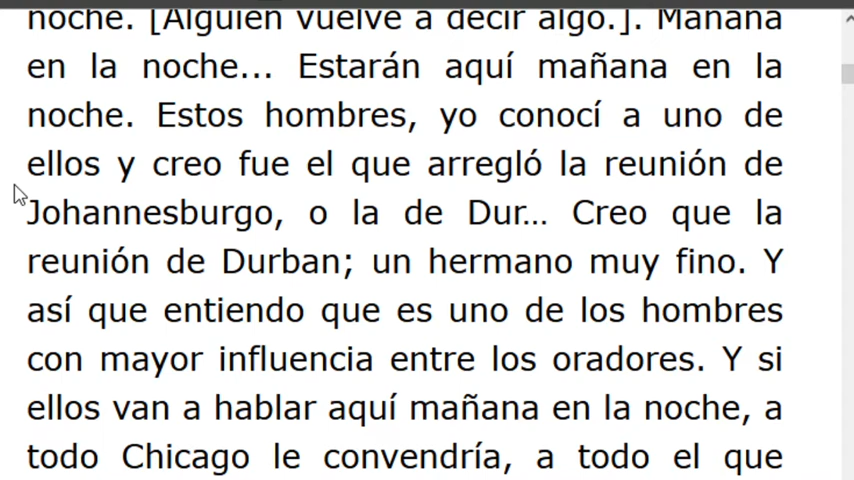 noche. [Alguien vuelve a decir algo.]. Mañana
en la noche... Estarán aquí mañana en la
noche. Estos hombres, yo conocí a uno de
ellos y creo fue el que arregló la reunión de
Johannesburgo, o la de Dur... Creo que la
reunión de Durban; un hermano muy fino. Y
así que entiendo que es uno de los hombres
con mayor influencia entre los oradores. Y si
ellos van a hablar aquí mañana en la noche, a
todo Chicago le convendría, a todo el que